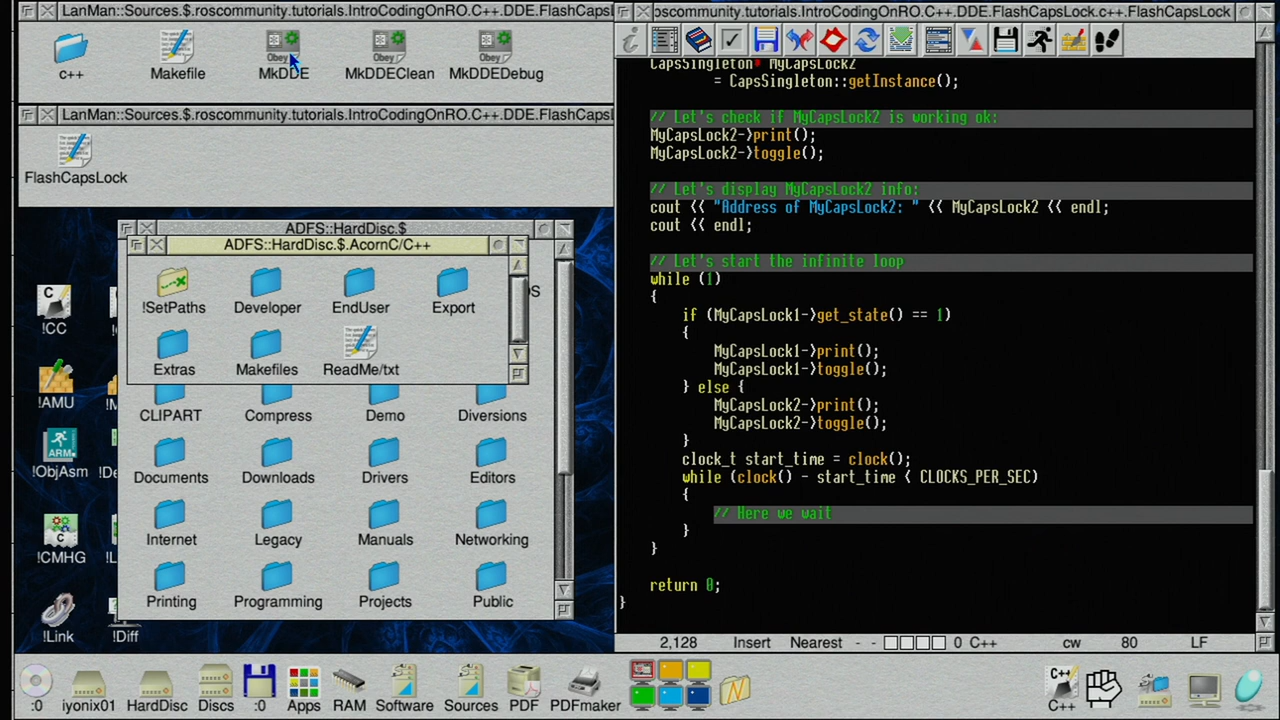 LanMan::Sources.$.roscommunity.tutorials.IntroCodingOnRO.C++.DDE.FlashCapsL
c++
Makefile
MkDDE
MkDDEClean
MkDDEDebug
Obey
Obey
Obey
LanMan::Sources.$.roscommunity.tutorials.IntroCodingOnRO.C++.DDE.FlashCapsL
FlashCapsLock
ADFS::HardDisc.$
ADFS::HardDisc.$.AcornC/C++
!SetPaths
Developer
EndUser
Export
Extras
Makefiles
ReadMe/txt
CLIPART
Compress
Demo
Diversions
Documents
Downloads
Drivers
Editors
Internet
Legacy
Manuals
Networking
Printing
Programming
Projects
Public
!CC
!AMU
ARM
!ObjAsm
!CMHG
!Link
!Diff
roscommunity.tutorials.IntroCodingOnRO.C++.DDE.FlashCapsLock.c++.FlashCapsLock
CapsSingleton* MyCapsLock2
= CapsSingleton::getInstance();
// Let's check if MyCapsLock2 is working ok:
MyCapsLock2->print();
MyCapsLock2->toggle();
// Let's display MyCapsLock2 info:
cout << "Address of MyCapsLock2: " << MyCapsLock2 << endl;
cout << endl;
// Let's start the infinite loop
while (1)
{
if (MyCapsLock1->get_state() == 1)
{
MyCapsLock1->print();
MyCapsLock1->toggle();
} else {
MyCapsLock2->print();
MyCapsLock2->toggle();
}
clock_t start_time = clock();
while (clock() - start_time < CLOCKS_PER_SEC)
{
// Here we wait
}
}
return 0;
}
2,128 Insert Nearest - - 0 C++ cw 80 LF
:0
iyonix01
HardDisc
Discs
:0
Apps
RAM
Software
Sources
PDF
PDFmaker
C++
C++